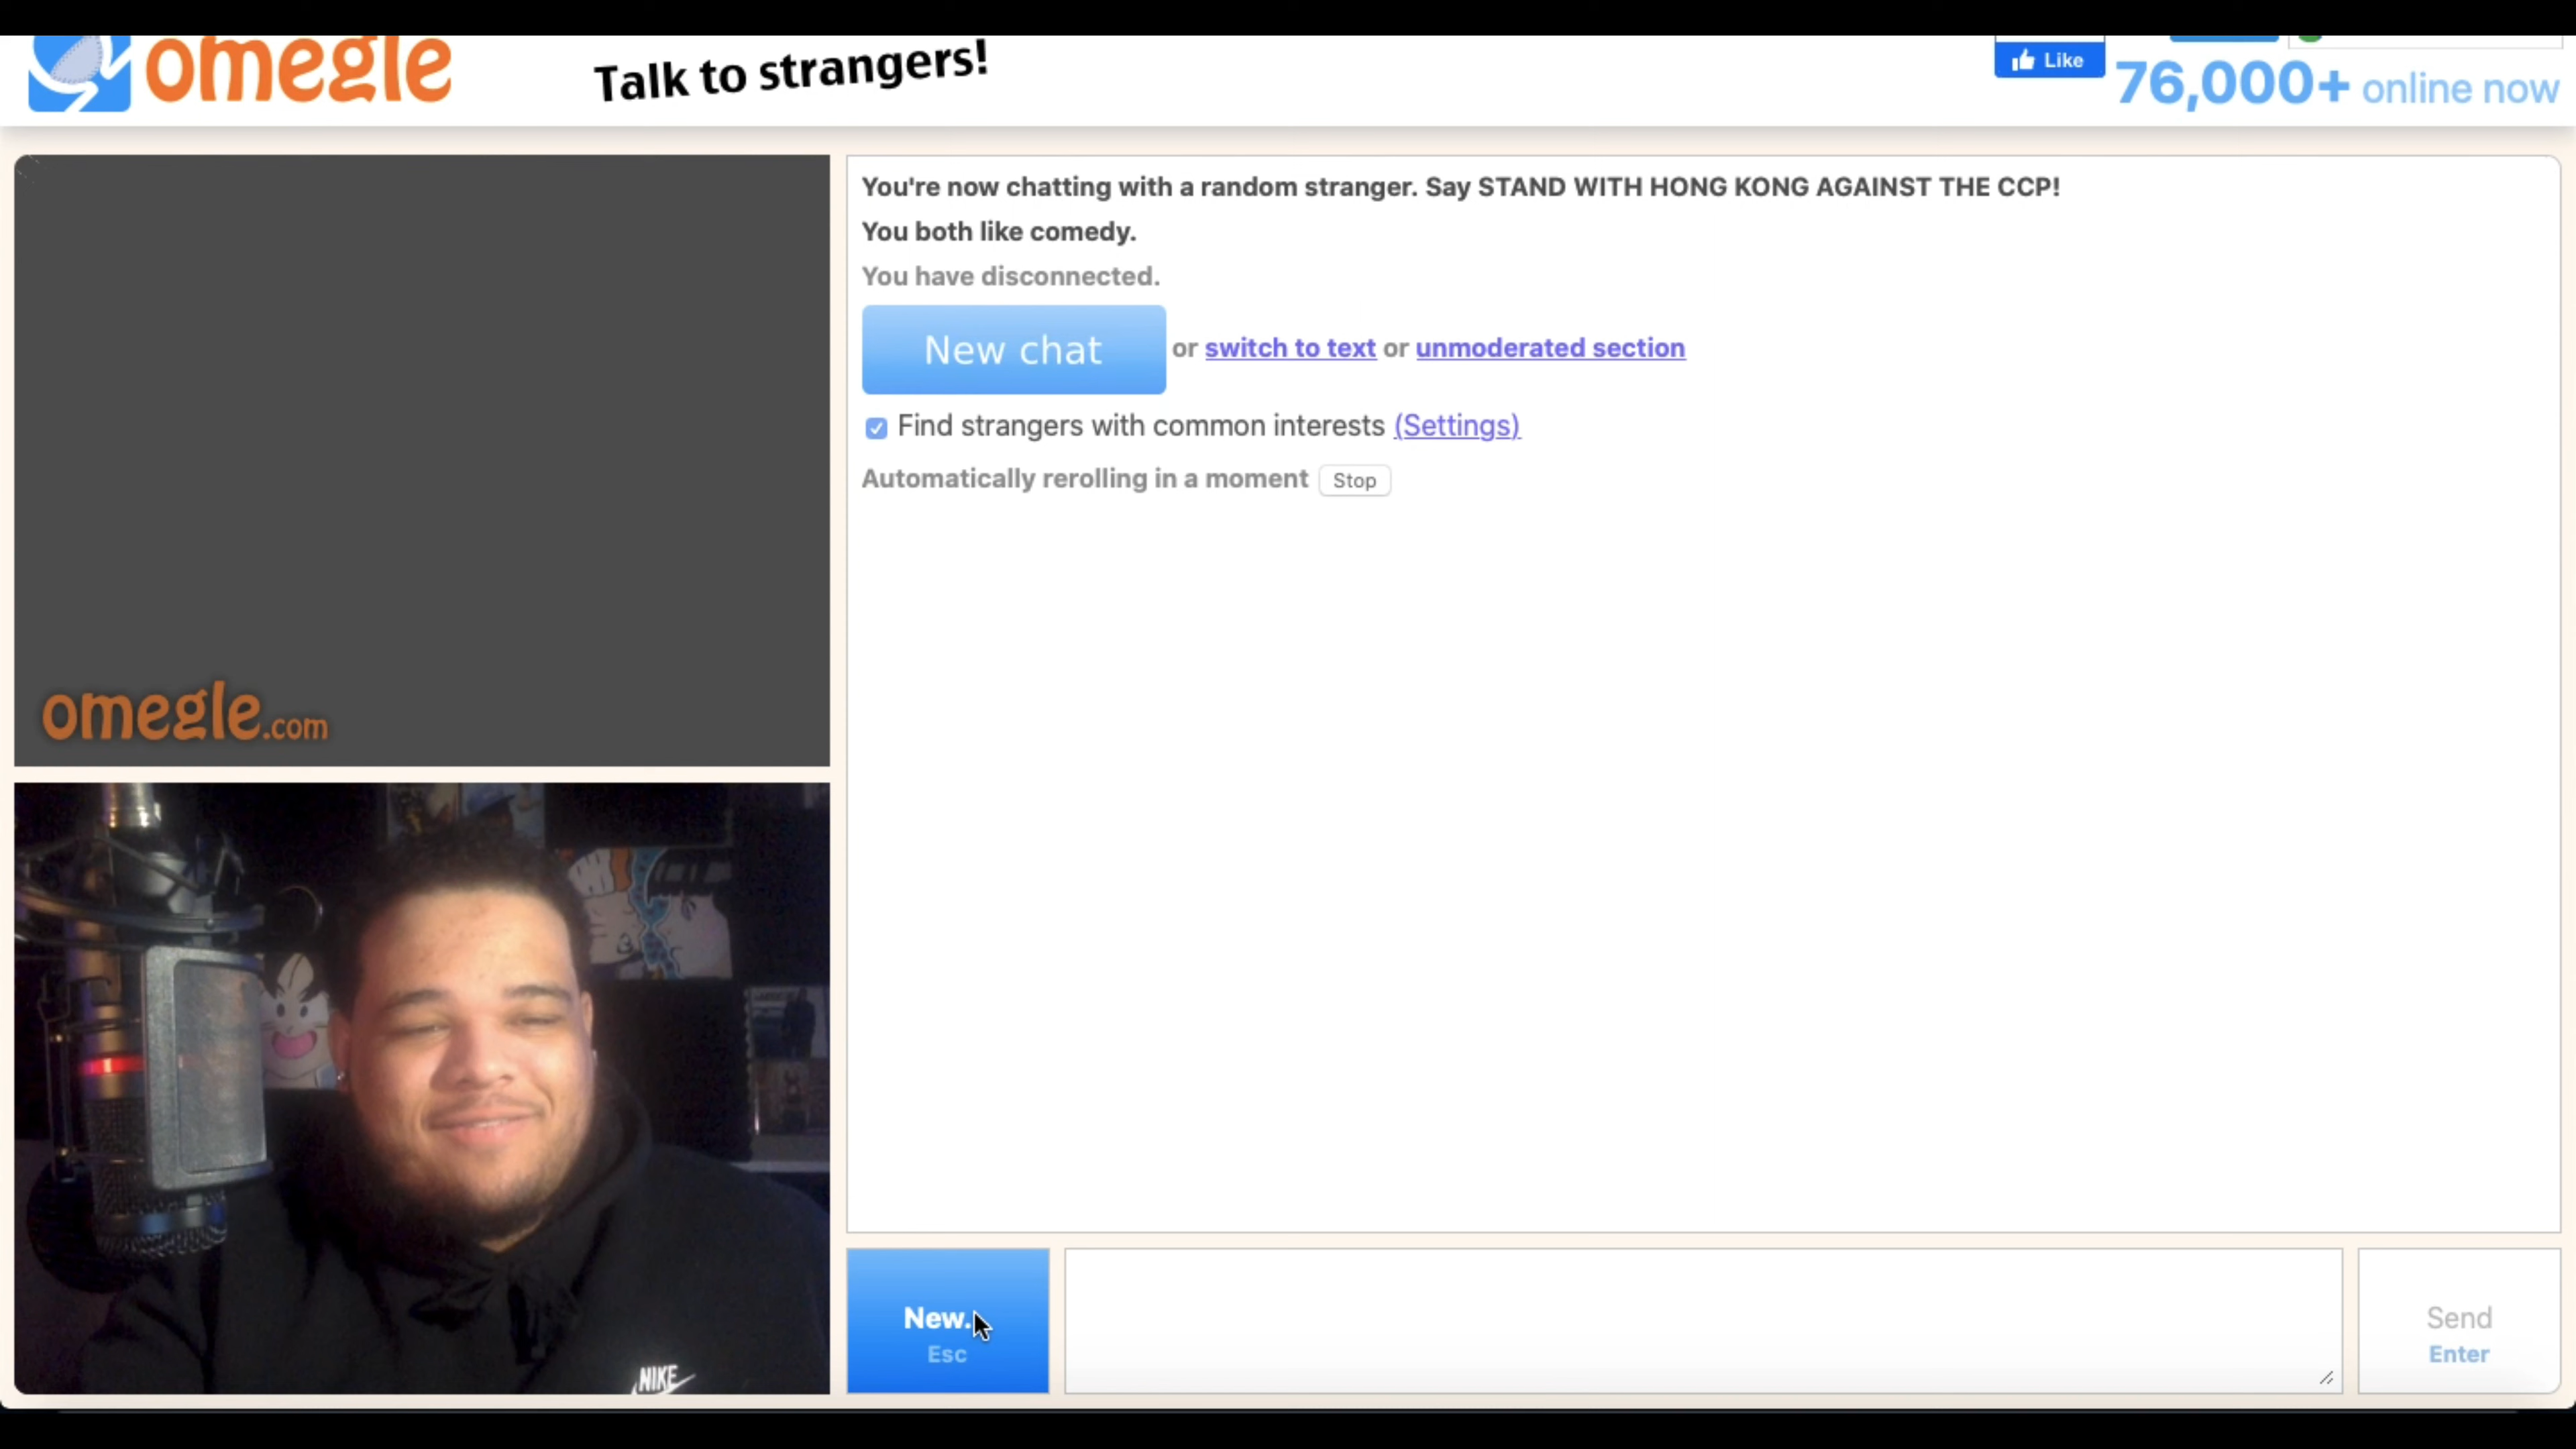 omegle
Talk to strangers!
Like
76,000+ online now
You're now chatting with a random stranger. Say STAND WITH HONG KONG AGAINST THE CCP!
You both like comedy.
You have disconnected.
New chat or switch to text or unmoderated section
Find strangers with common interests (Settings)
Automatically rerolling in a moment Stop
omegle.com
NIKE
New.
Esc
Send
Enter